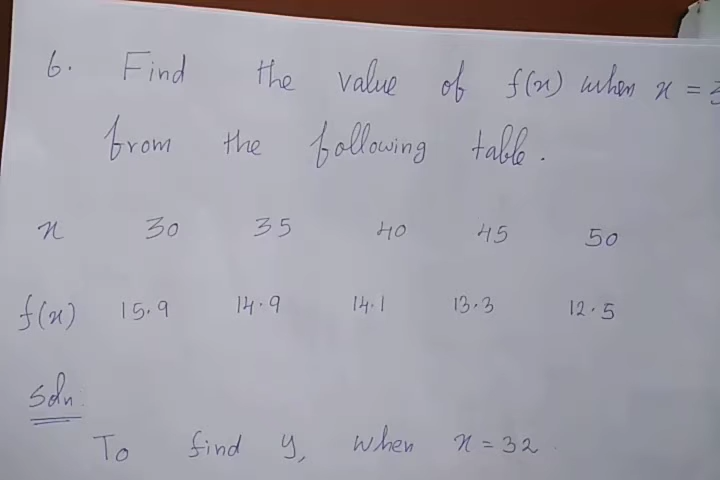 6. Find the value of f(x) when x =
from the following table.
x 30 35 40 45 50
f(x) 15.9 14.9 14.1 13.3 12.5
Soln:
To find y, when x = 32.